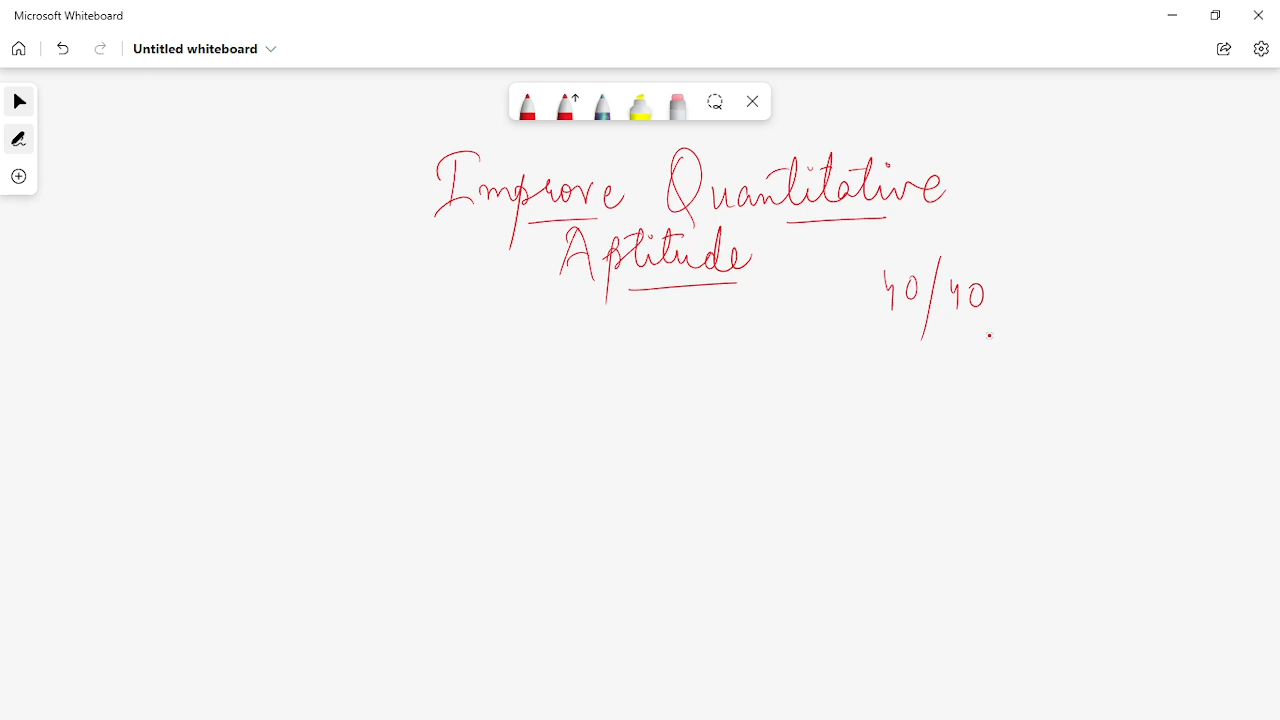 Microsoft Whiteboard
Untitled whiteboard
Improve Quantitative
Aptitude
40/40